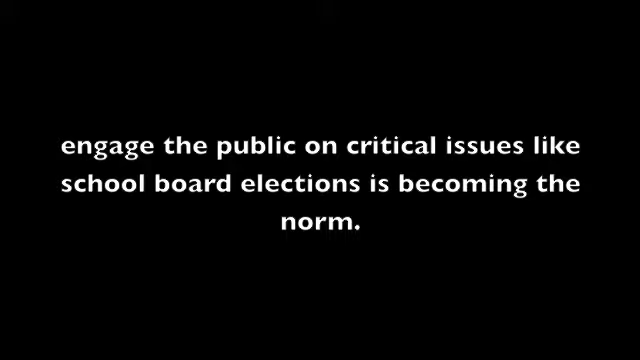 engage the public on critical issues like
school board elections is becoming the
norm.